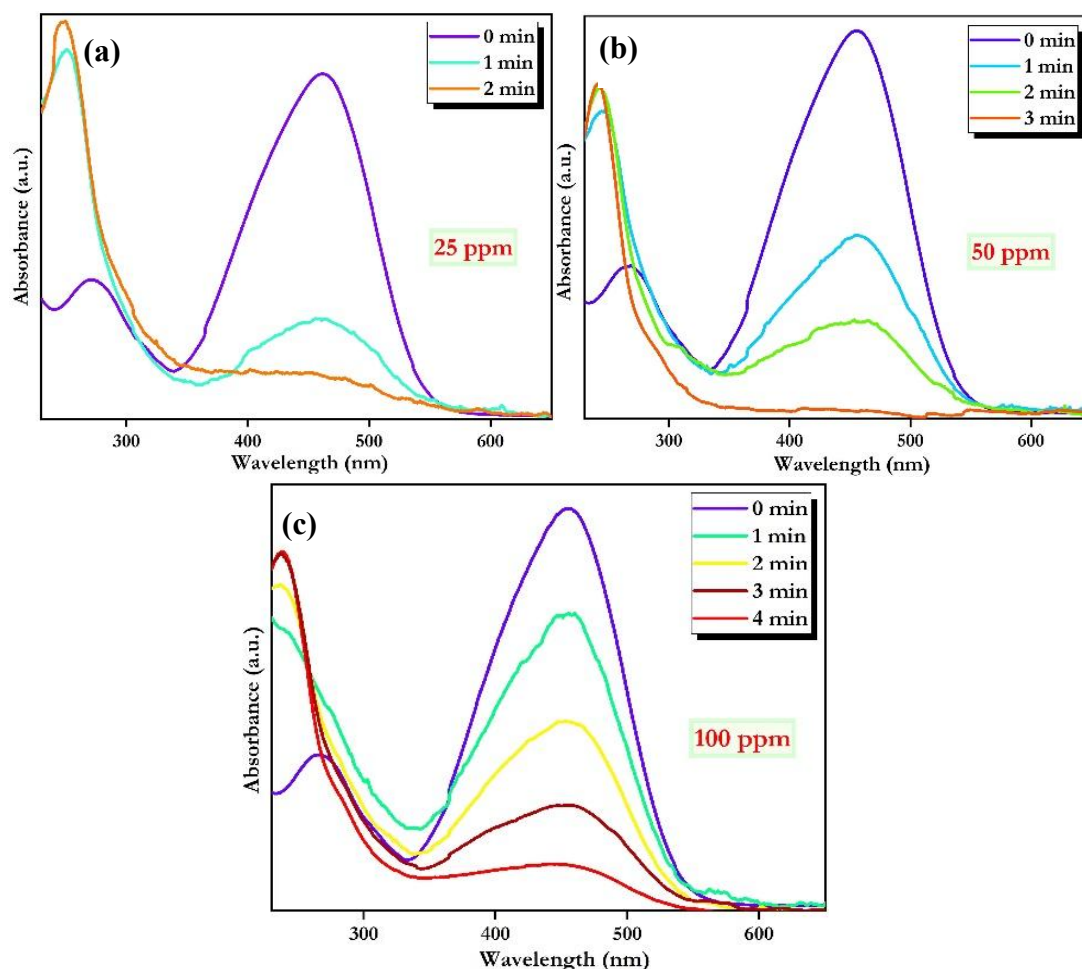 (a)
0 min
1 min
2 min
25 ppm
Absorbance (a.u.)
300 400 500 600
Wavelength (nm)
(b)
0 min
1 min
2 min
3 min
50 ppm
Absorbance (a.u.)
300 400 500 600
Wavelength (nm)
(c)
0 min
1 min
2 min
3 min
4 min
100 ppm
Absorbance (a.u.)
300 400 500 600
Wavelength (nm)